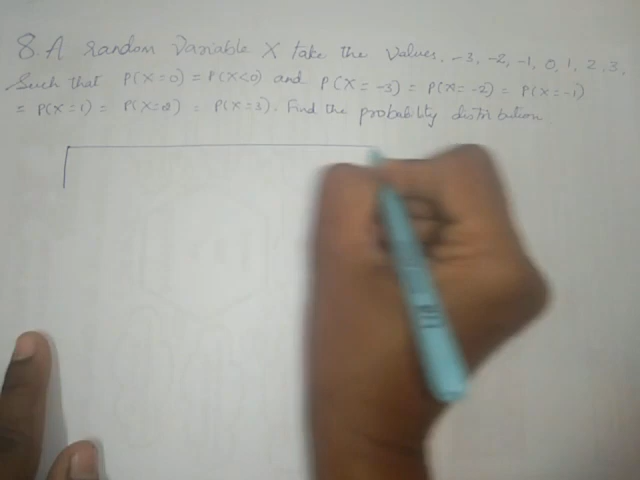 8. A random variable X take the values, -3, -2, -1, 0, 1, 2, 3,
Such that P(X=0) = P(X<0) and P(X=-3) = P(X=-2) = P(X=-1)
= P(X=1) = P(X=2) = P(X=3). Find the probability distribution.